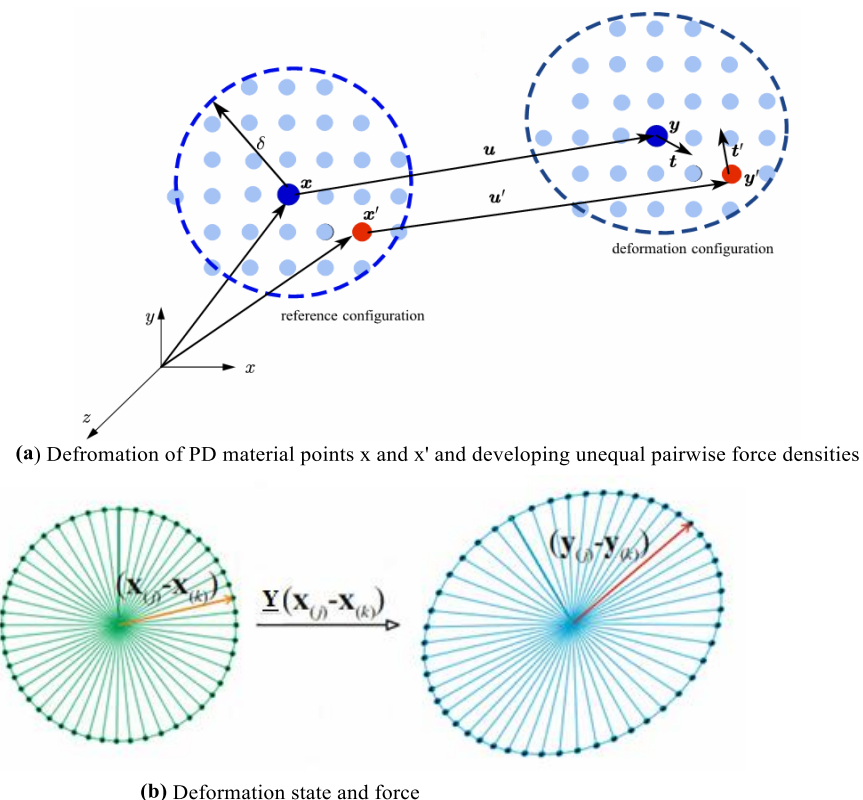 δ
x
x'
u
u'
y
t
t'
y'
deformation configuration
reference configuration
y
x
z
(a) Defromation of PD material points x and x' and developing unequal pairwise force densities
(x(j)-x(k))
Y(x(j)-x(k))
(y(j)-y(k))
(b) Deformation state and force